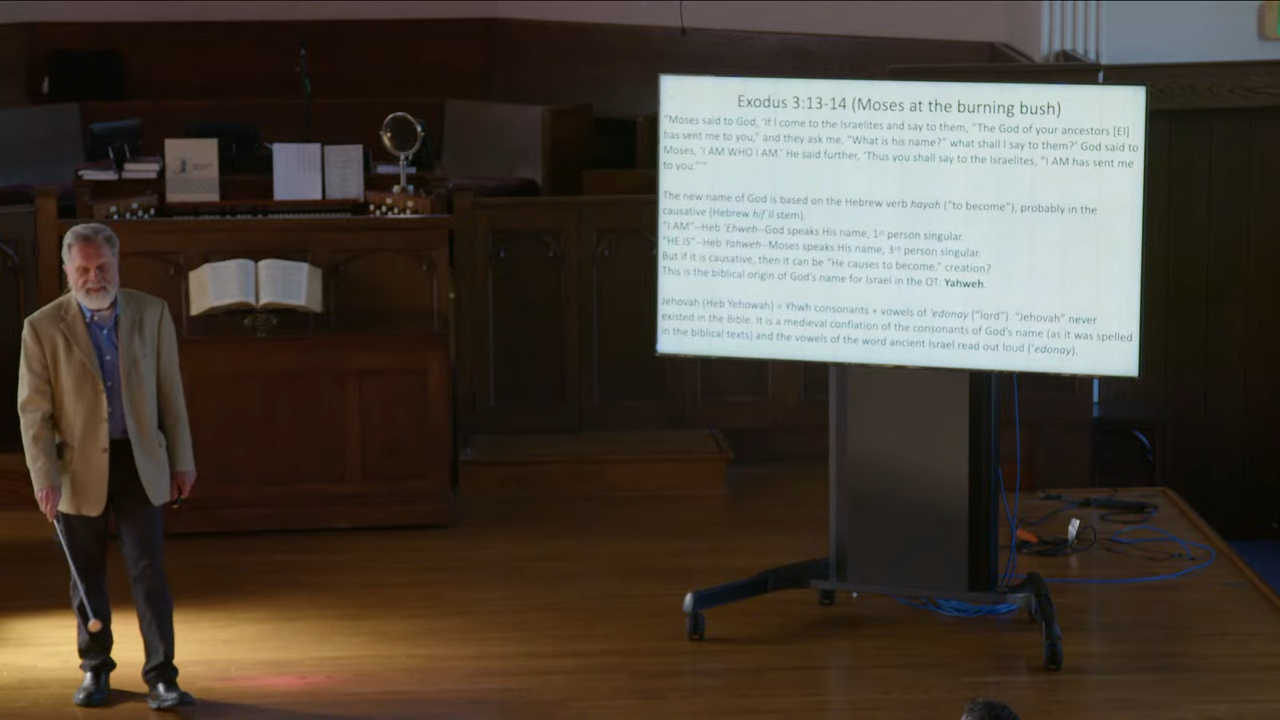 Exodus 3:13-14 (Moses at the burning bush)
"Moses said to God, 'If I come to the Israelites and say to them, "The God of your ancestors [El]
has sent me to you," and they ask me, "What is his name?" what shall I say to them?' God said to
Moses, 'I AM WHO I AM.' He said further, 'Thus you shall say to the Israelites, "I AM has sent me
to you."'"
The new name of God is based on the Hebrew verb hayah ("to become"), probably in the
causative (Hebrew hif'il stem).
"I AM"--Heb 'Ehweh--God speaks His name, 1st person singular.
"HE IS"--Heb Yahweh--Moses speaks His name, 3rd person singular.
But if it is causative, then it can be "He causes to become," creation?
This is the biblical origin of God's name for Israel in the OT: Yahweh.
Jehovah (Heb Yehowah) = Yhwh consonants + vowels of 'edonay ("lord"). "Jehovah" never
existed in the Bible. It is a medieval conflation of the consonants of God's name (as it was spelled
in the biblical texts) and the vowels of the word ancient Israel read out loud ('edonay).